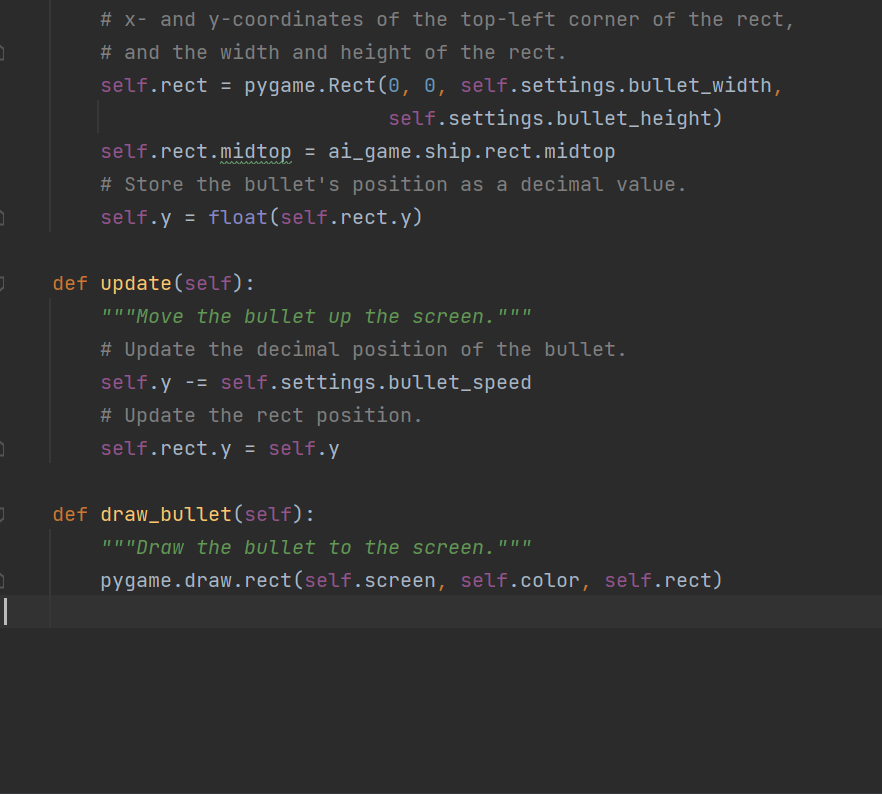 # x- and y-coordinates of the top-left corner of the rect,
# and the width and height of the rect.
self.rect = pygame.Rect(0, 0, self.settings.bullet_width,
                        self.settings.bullet_height)
self.rect.midtop = ai_game.ship.rect.midtop
# Store the bullet's position as a decimal value.
self.y = float(self.rect.y)
def update(self):
"""Move the bullet up the screen."""
# Update the decimal position of the bullet.
self.y -= self.settings.bullet_speed
# Update the rect position.
self.rect.y = self.y
def draw_bullet(self):
"""Draw the bullet to the screen."""
pygame.draw.rect(self.screen, self.color, self.rect)